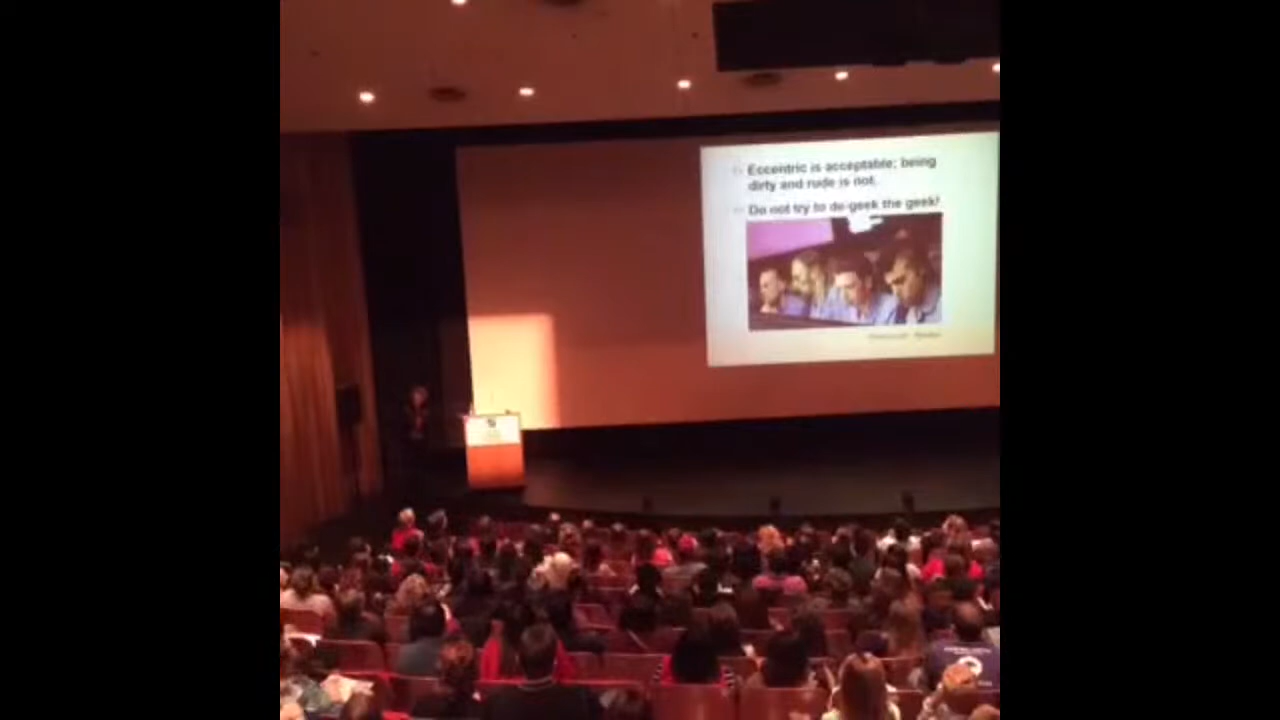 Eccentric is acceptable; being
dirty and rude is not.
Do not try to de-geek the geek!